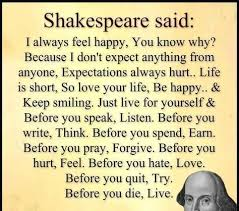 Shakespeare said:
I always feel happy, You know why?
Because I don't expect anything from
anyone, Expectations always hurt.. Life
is short, So love your life, Be happy.. &
Keep smiling. Just live for yourself &
Before you speak, Listen. Before you
write, Think. Before you spend, Earn.
Before you pray, Forgive. Before you
hurt, Feel. Before you hate, Love.
Before you quit, Try.
Before you die, Live.